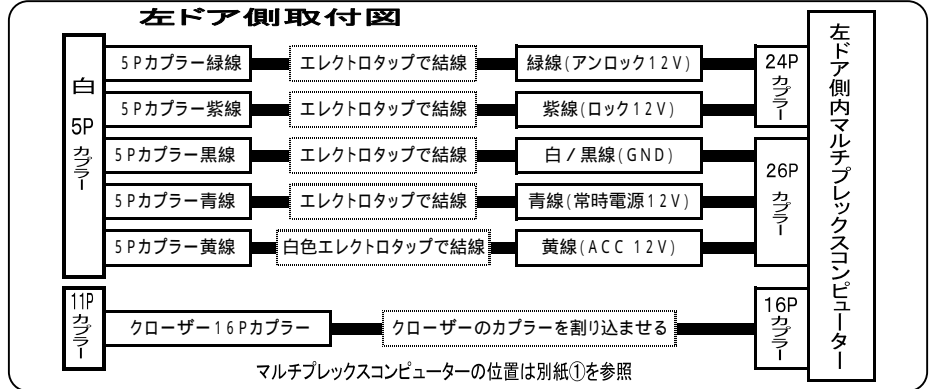 左ドア側取付図
白
5P
カプラー
5Pカプラー緑線
エレクトロタップで結線
緑線(アンロック12V)
5Pカプラー紫線
エレクトロタップで結線
紫線(ロック12V)
24P
カプラー
5Pカプラー黒線
エレクトロタップで結線
白/黒線(GND)
5Pカプラー青線
エレクトロタップで結線
青線(常時電源12V)
5Pカプラー黄線
白色エレクトロタップで結線
黄線(ACC 12V)
26P
カプラー
11P
カプラー
クローザー16Pカプラー
クローザーのカプラーを割り込ませる
16P
カプラー
左ドア側内マルチプレックスコンピューター
マルチプレックスコンピューターの位置は別紙①を参照